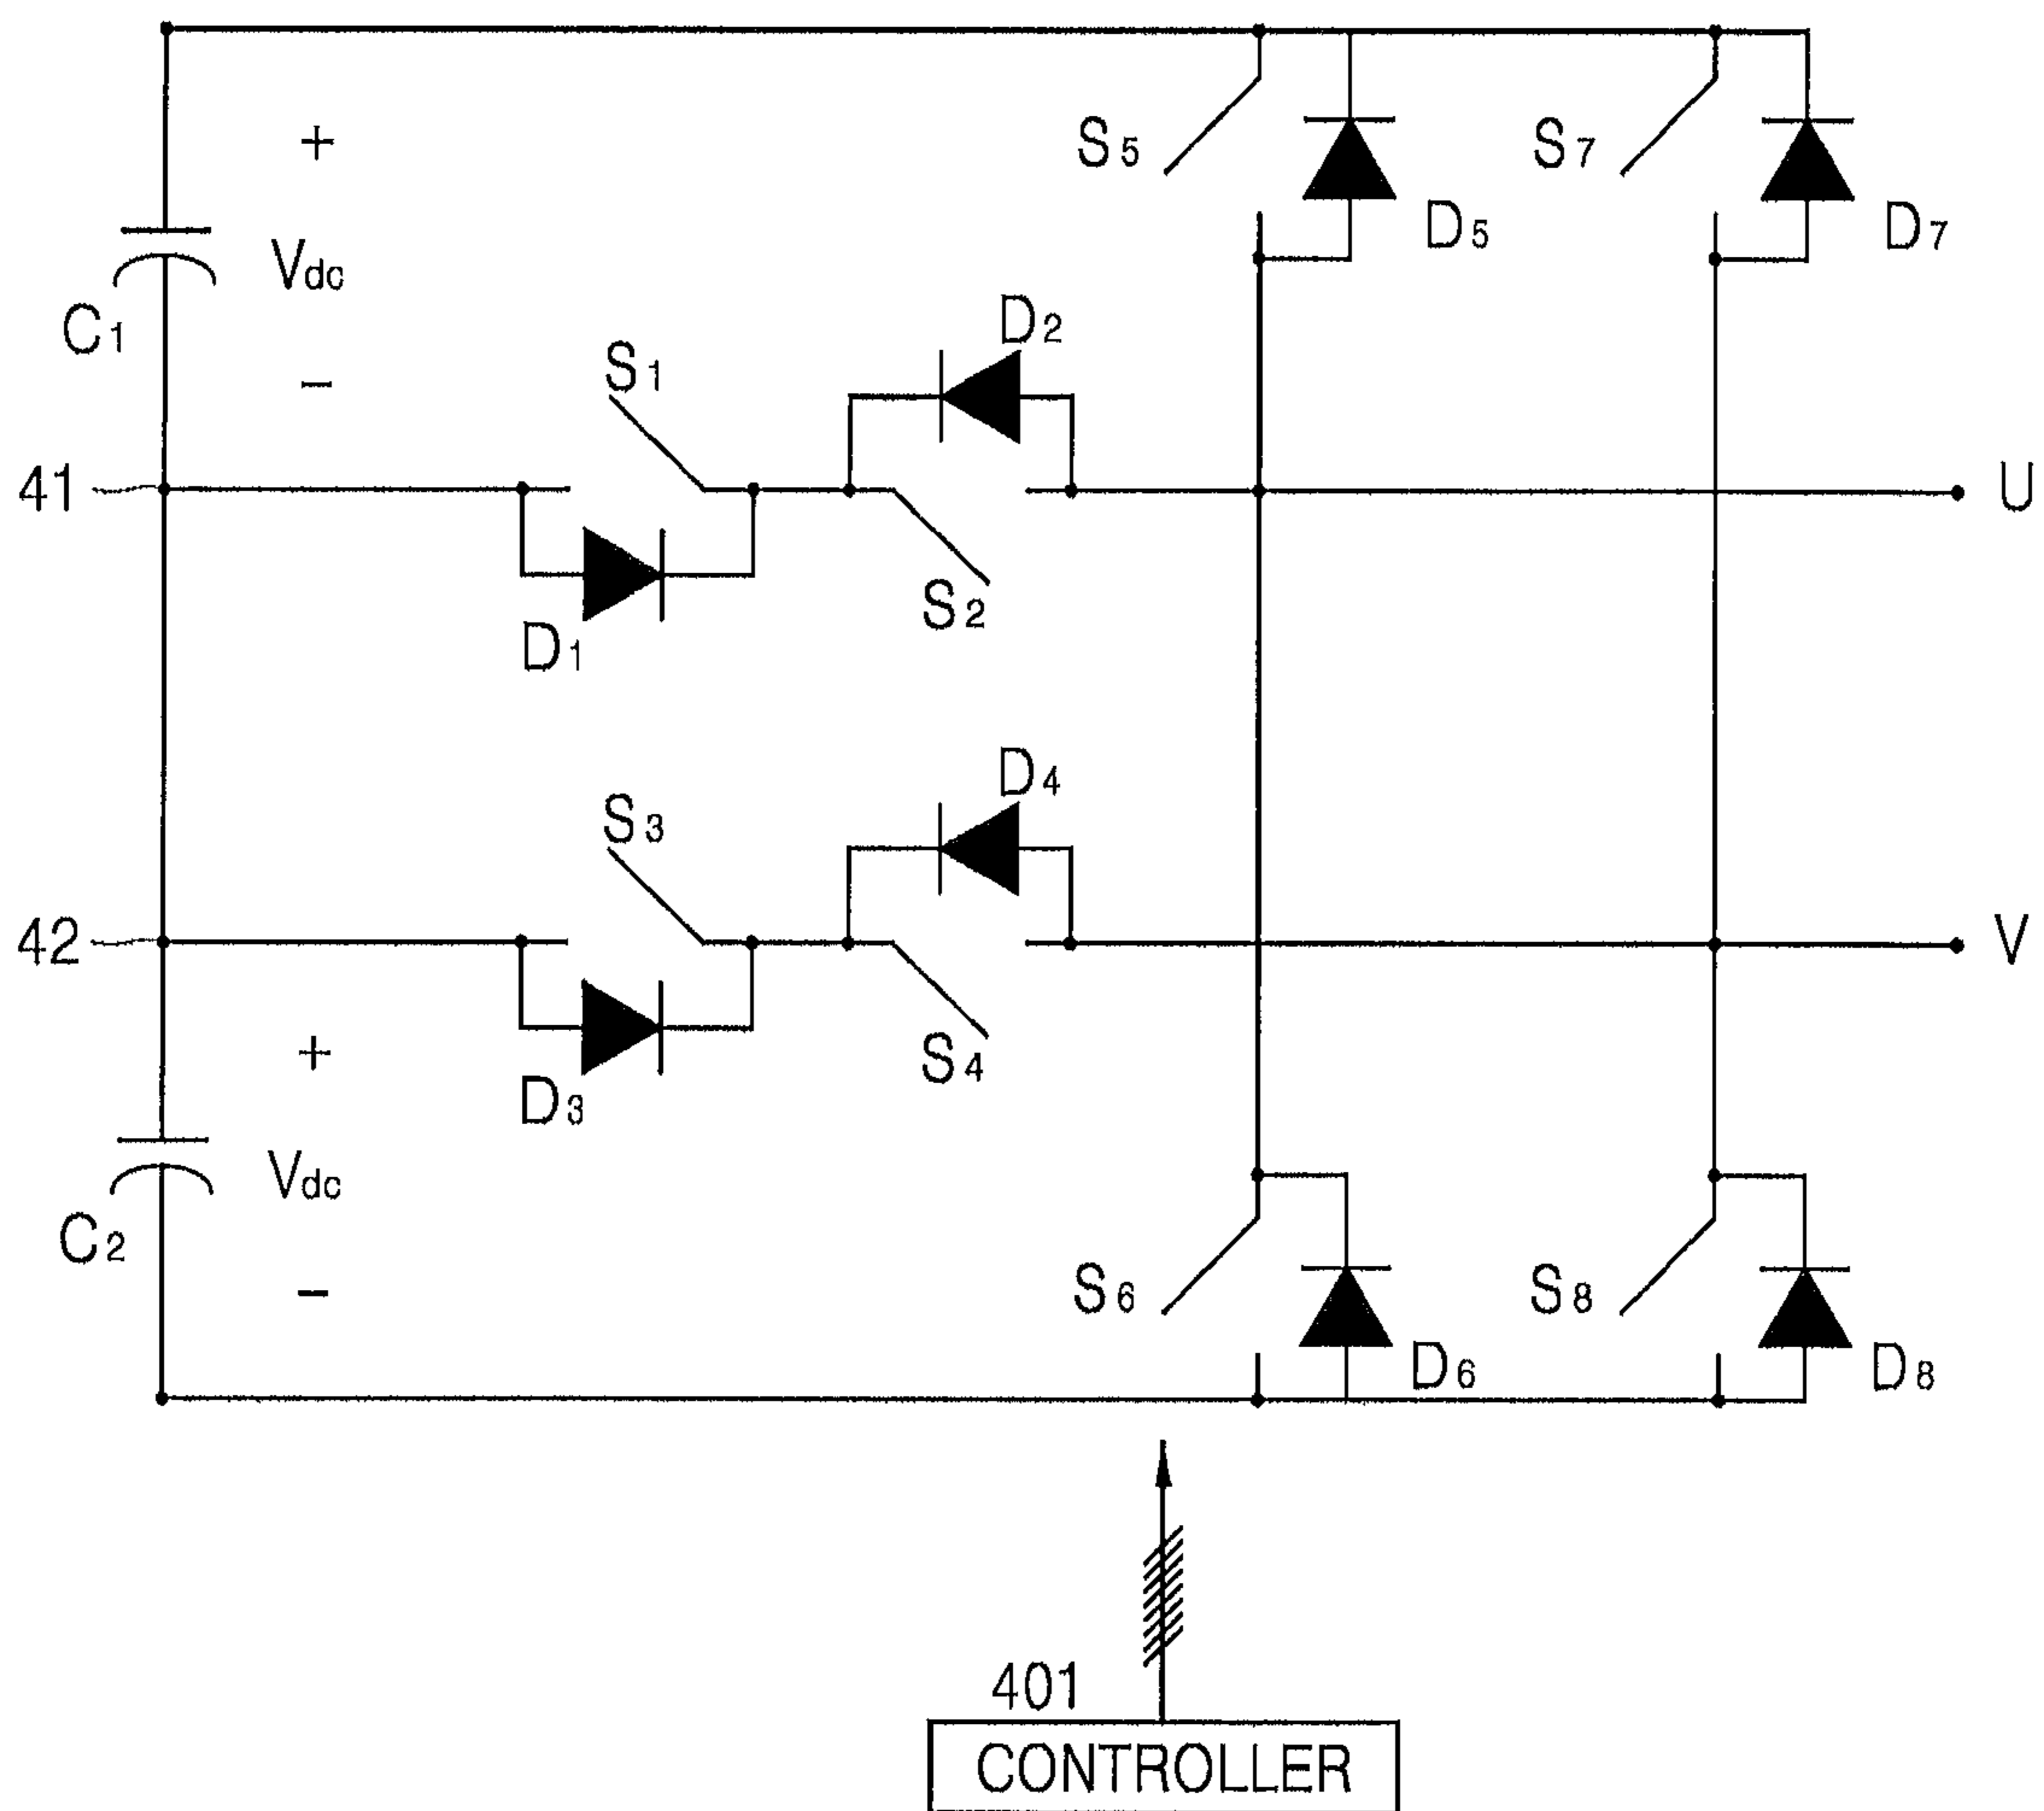 S5
S7
+
D5
D7
Vdc
C1
D2
S1
−
41
U
S2
D1
D4
S3
42
V
+
S4
D3
Vdc
C2
S6
S8
−
D6
D8
401
CONTROLLER